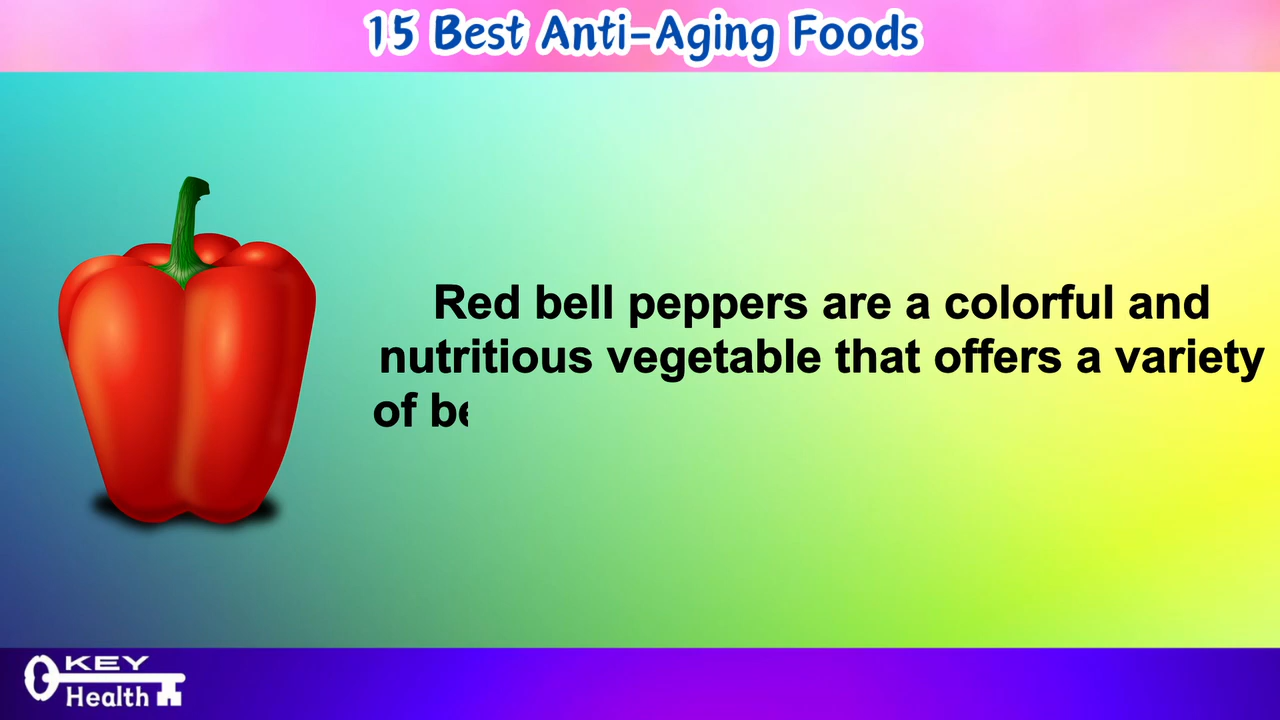 15 Best Anti-Aging Foods
Red bell peppers are a colorful and
nutritious vegetable that offers a variety
of be
KEY
Health